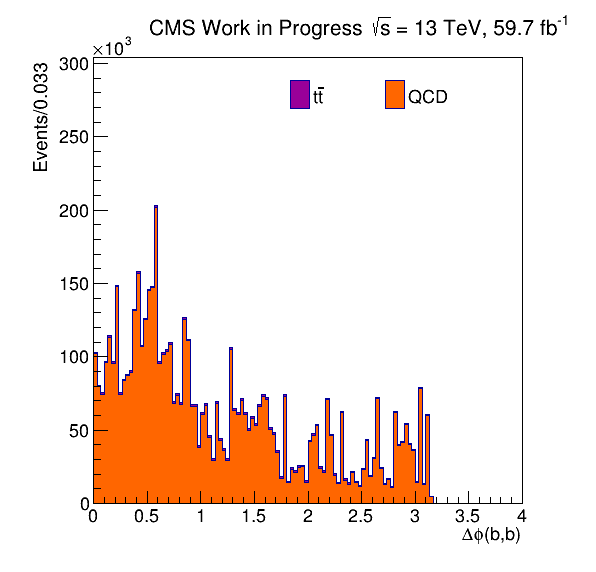 CMS Work in Progress √s = 13 TeV, 59.7 fb⁻¹
×10³
Events/0.033
tt̄
QCD
300
250
200
150
100
50
0
0 0.5 1 1.5 2 2.5 3 3.5 4
Δϕ(b,b)